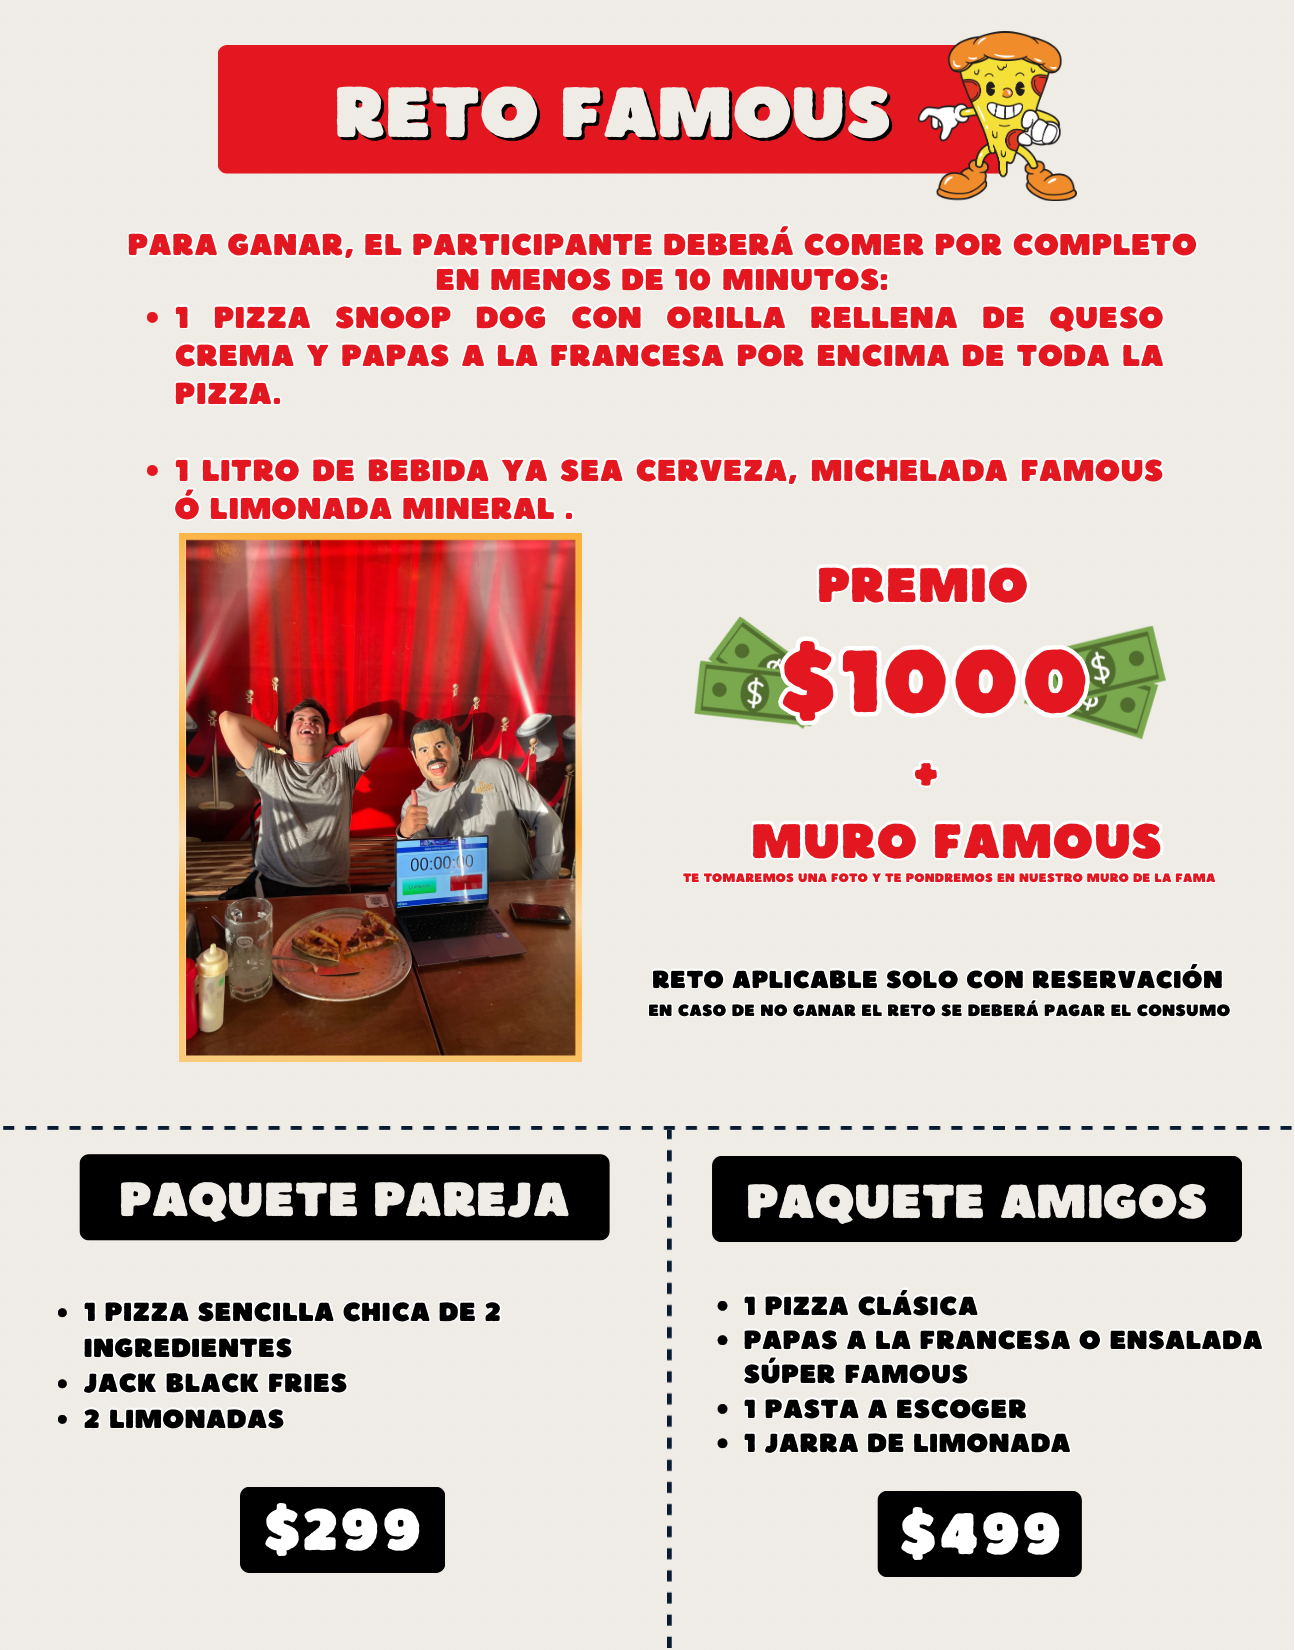 RETO FAMOUS
PARA GANAR, EL PARTICIPANTE DEBERÁ COMER POR COMPLETO
EN MENOS DE 10 MINUTOS:
• 1 PIZZA SNOOP DOG CON ORILLA RELLENA DE QUESO
CREMA Y PAPAS A LA FRANCESA POR ENCIMA DE TODA LA
PIZZA.
• 1 LITRO DE BEBIDA YA SEA CERVEZA, MICHELADA FAMOUS
Ó LIMONADA MINERAL .
PREMIO
$1000
+
MURO FAMOUS
TE TOMAREMOS UNA FOTO Y TE PONDREMOS EN NUESTRO MURO DE LA FAMA
00:00:00
RETO APLICABLE SOLO CON RESERVACIÓN
EN CASO DE NO GANAR EL RETO SE DEBERÁ PAGAR EL CONSUMO
PAQUETE PAREJA
• 1 PIZZA SENCILLA CHICA DE 2
INGREDIENTES
• JACK BLACK FRIES
• 2 LIMONADAS
$299
PAQUETE AMIGOS
• 1 PIZZA CLÁSICA
• PAPAS A LA FRANCESA O ENSALADA
SÚPER FAMOUS
• 1 PASTA A ESCOGER
• 1 JARRA DE LIMONADA
$499